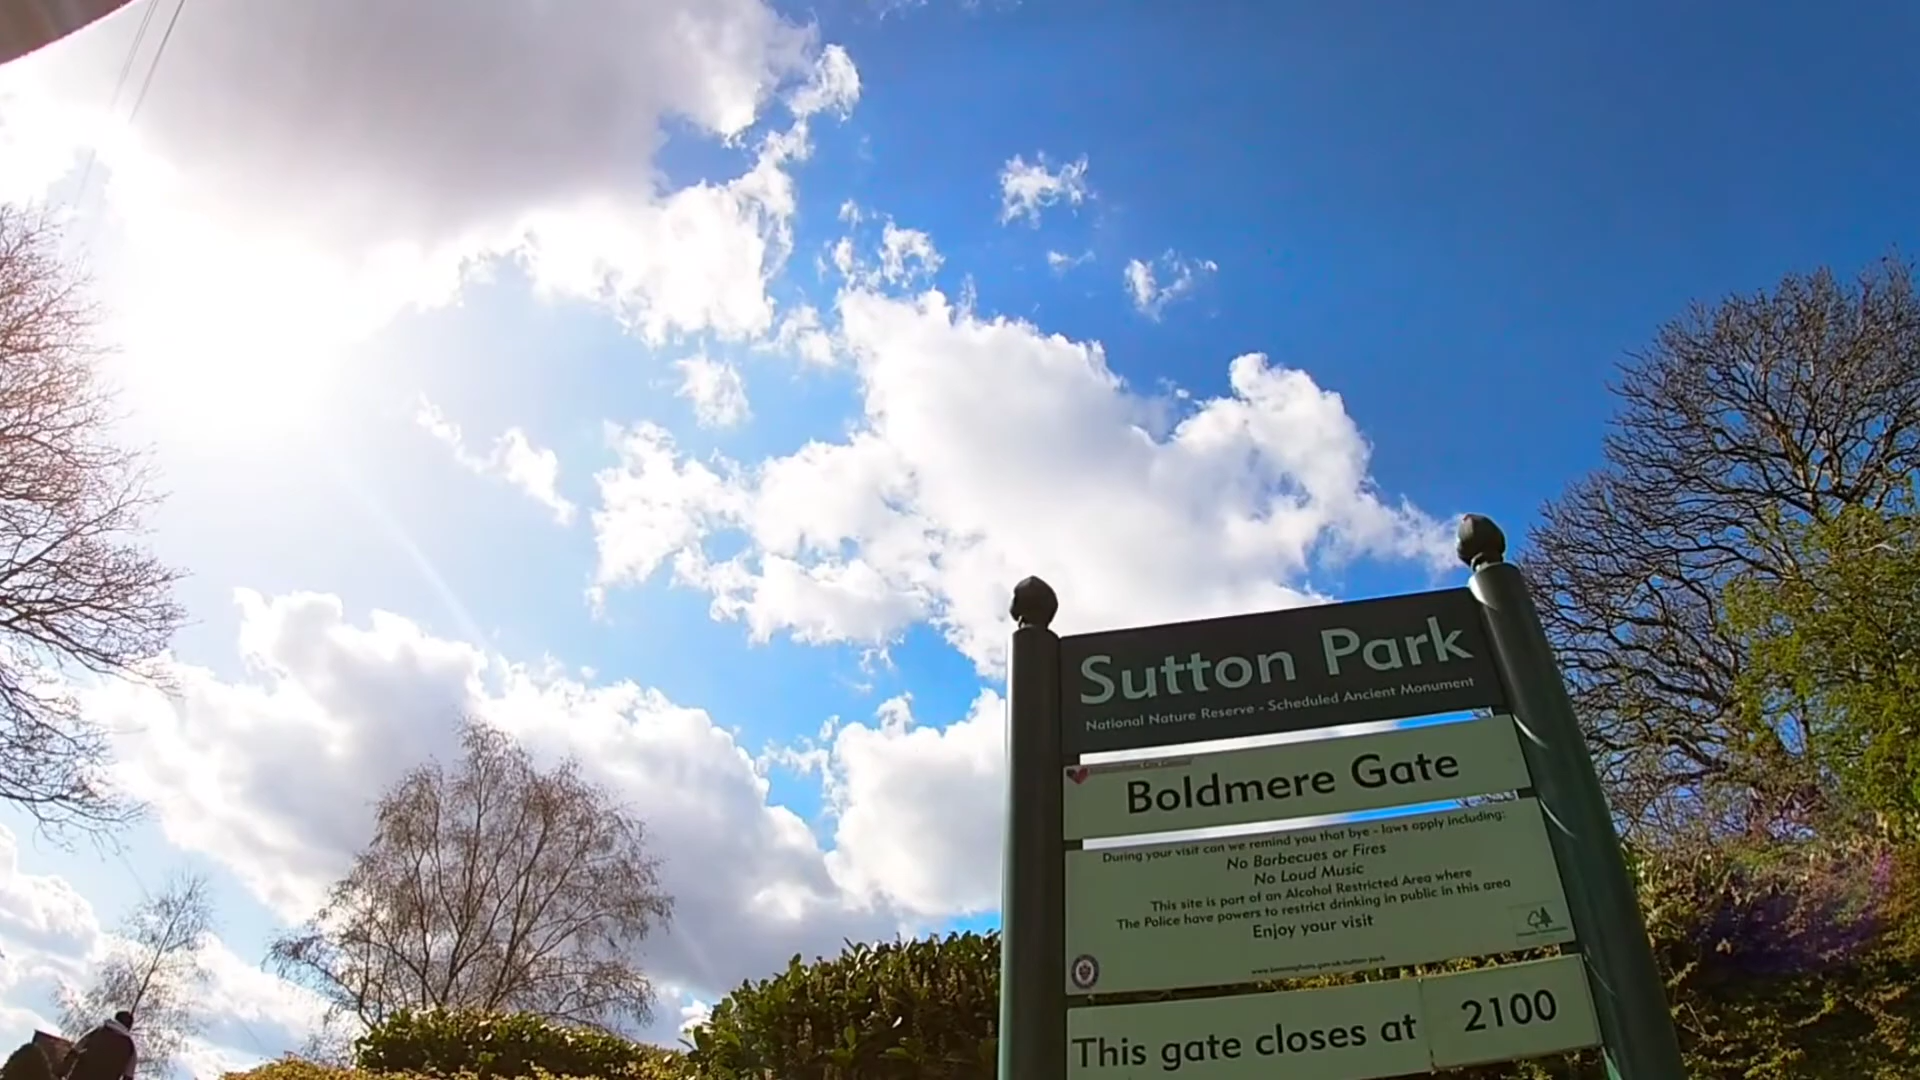 Sutton Park
National Nature Reserve - Scheduled Ancient Monument
Boldmere Gate
During your visit can we remind you that bye - laws apply including:
No Barbecues or Fires
No Loud Music
This site is part of an Alcohol Restricted Area where
The Police have powers to restrict drinking in public in this area
Enjoy your visit
This gate closes at 2100